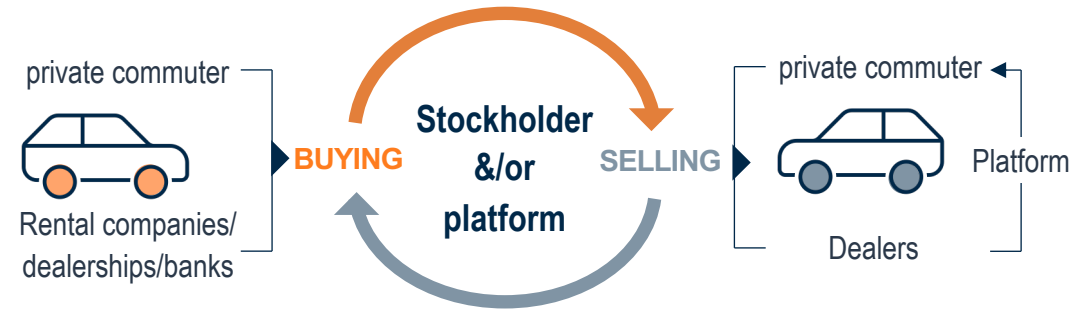 private commuter
Rental companies/
dealerships/banks
BUYING
Stockholder
&/or
platform
SELLING
private commuter
Platform
Dealers